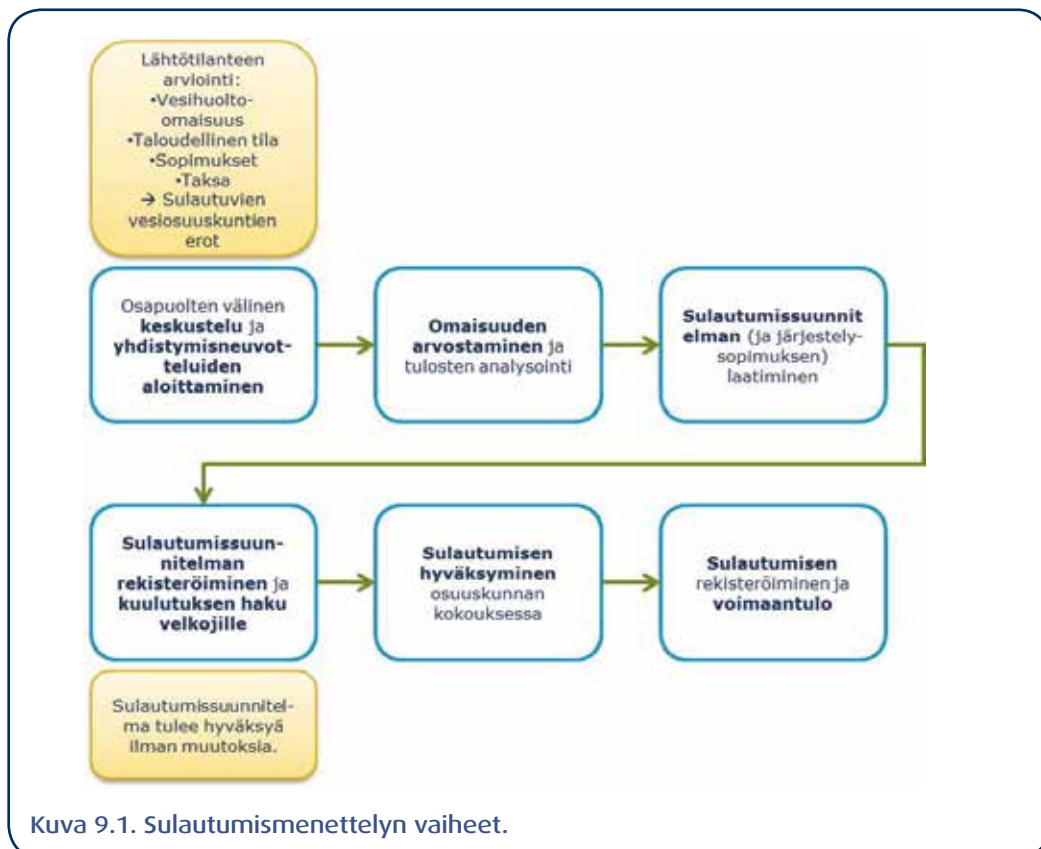 Lähtötilanteen
arviointi:
•Vesihuolto-
omaisuus
•Taloudellinen tila
•Sopimukset
•Taksa
→ Sulautuvien
vesiosuuskuntien
erot
Osapuolten välinen
keskustelu ja
yhdistymisneuvot-
teluiden
aloittaminen
Omaisuuden
arvostaminen ja
tulosten analysointi
Sulautumissuunnit
elman (ja järjestely-
sopimuksen)
laatiminen
Sulautumissuun-
nitelman
rekisteröiminen ja
kuulutuksen haku
velkojille
Sulautumisen
hyväksyminen
osuuskunnan
kokouksessa
Sulautumisen
rekisteröiminen ja
voimaantulo
Sulautumissuunnitel-
ma tulee hyväksyä
ilman muutoksia.
Kuva 9.1. Sulautumismenettelyn vaiheet.